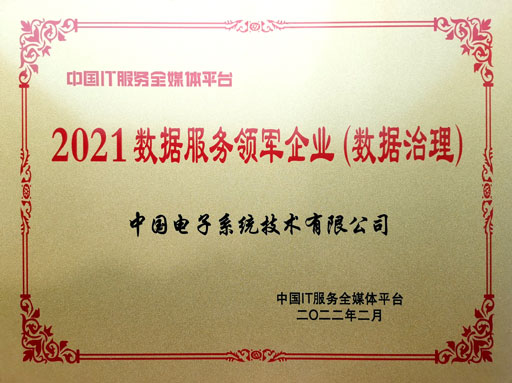 中国IT服务全媒体平台
2021数据服务领军企业(数据治理)
中国电子系统技术有限公司
中国IT服务全媒体平台
二〇二二年二月